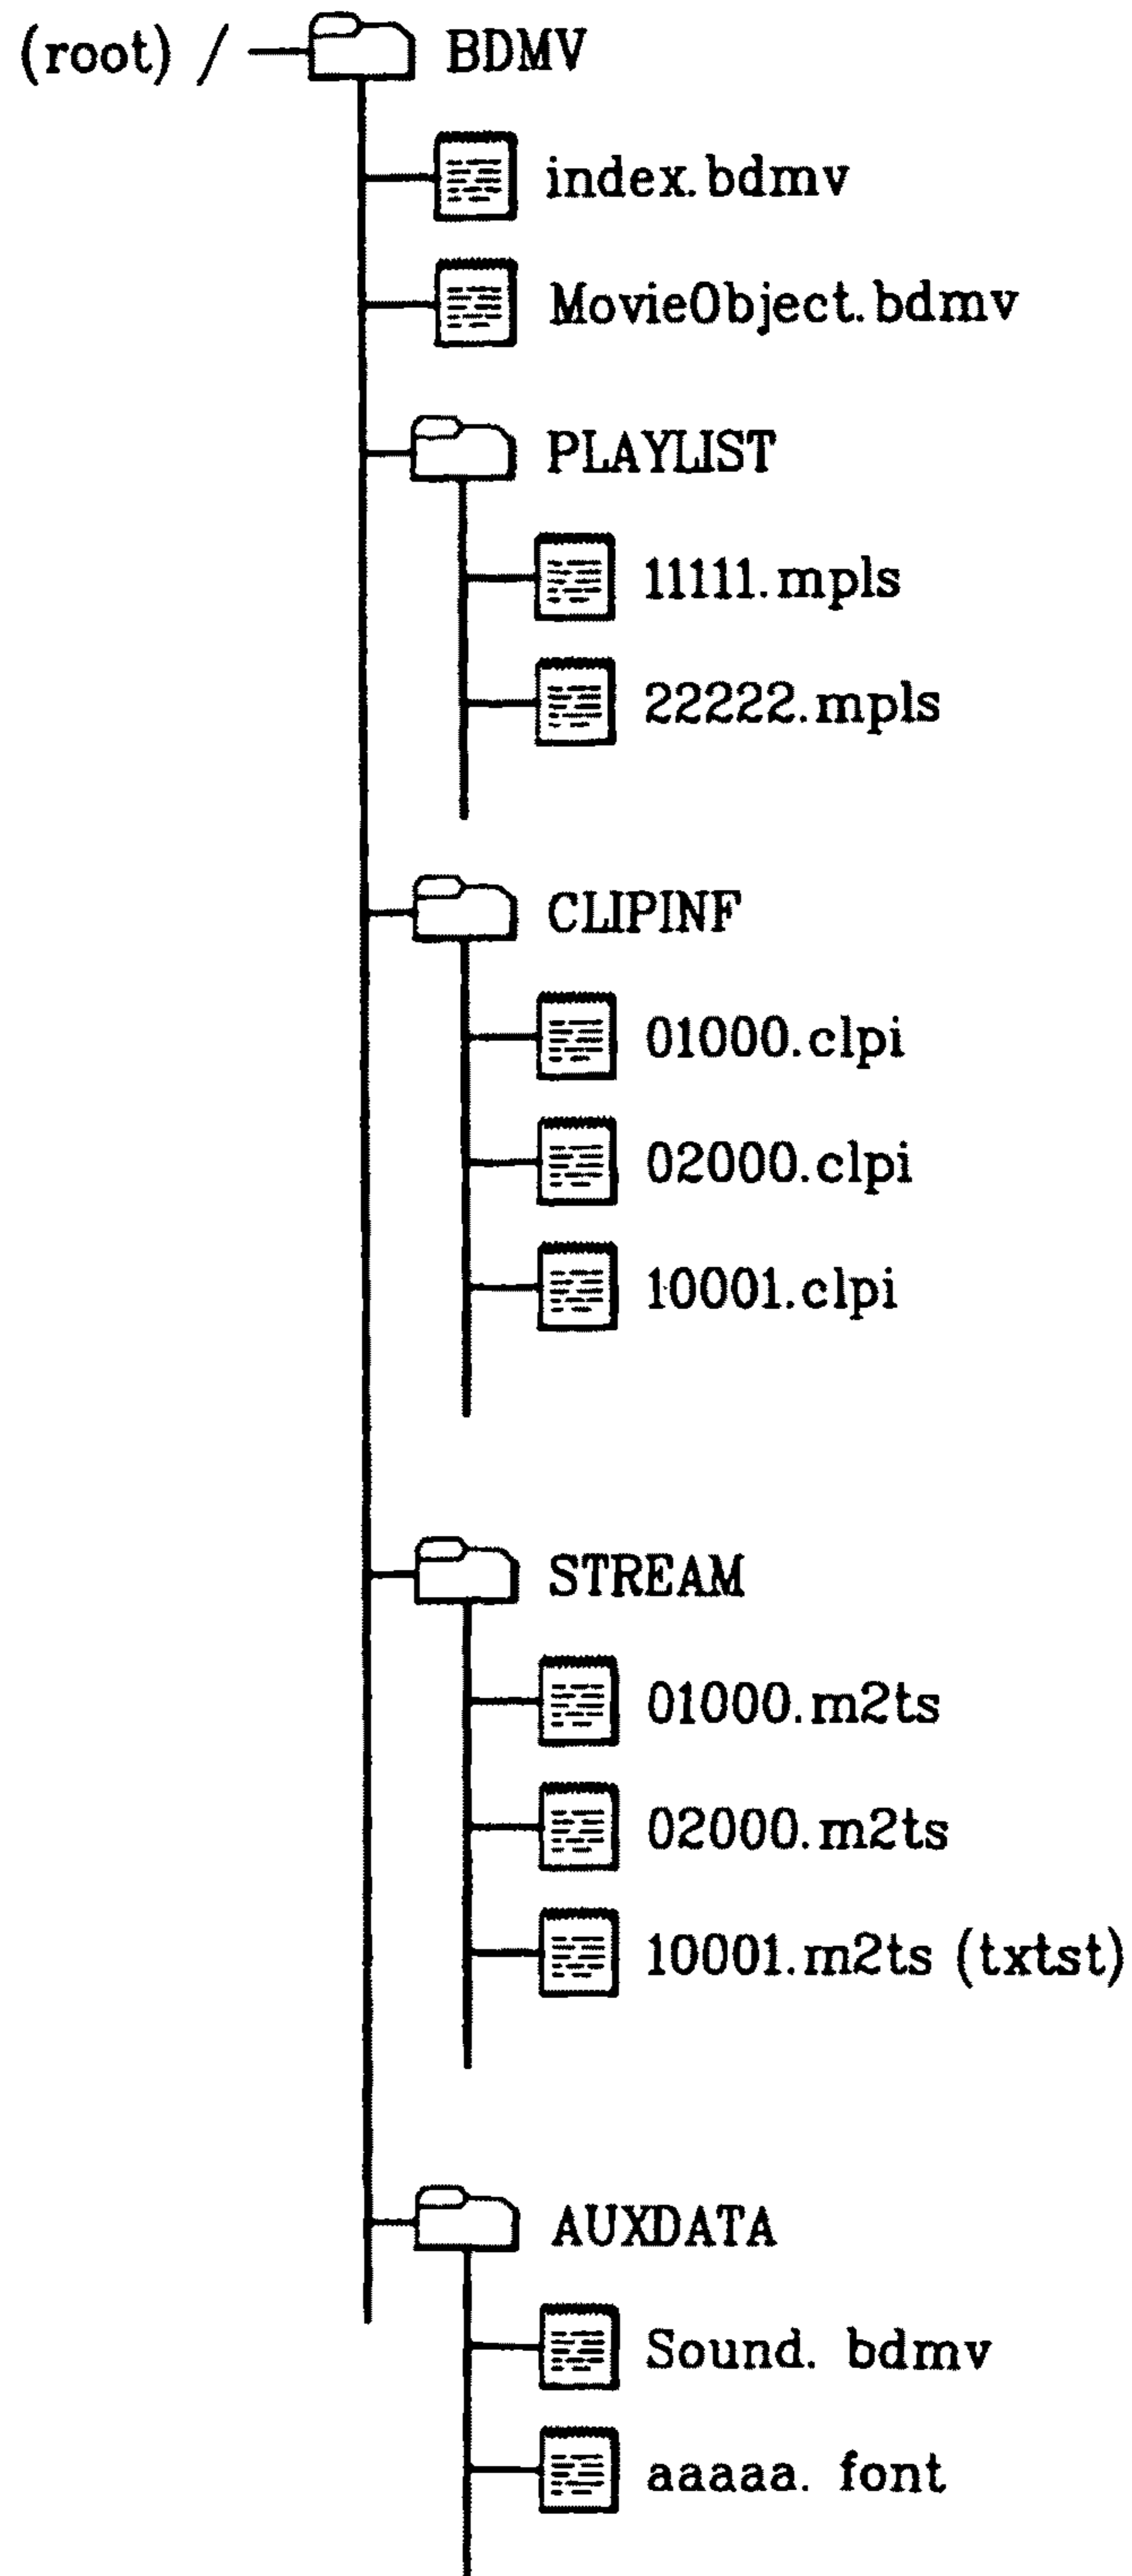 (root) / BDMV
index.bdmv
MovieObject.bdmv
PLAYLIST
11111.mpls
22222.mpls
CLIPINF
01000.clpi
02000.clpi
10001.clpi
STREAM
01000.m2ts
02000.m2ts
10001.m2ts (txtst)
AUXDATA
Sound. bdmv
aaaaa. font